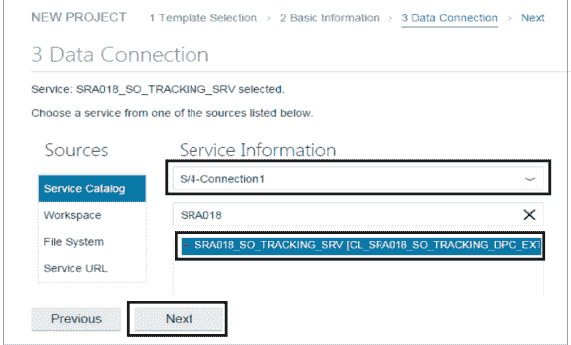 NEW PROJECT 1 Template Selection > 2 Basic Information > 3 Data Connection > Next
3 Data Connection
Service: SRA018_SO_TRACKING_SRV selected.
Choose a service from one of the sources listed below.
Sources Service Information
S/4-Connection1
Service Catalog
Workspace SRA018
File System SRA018_SO_TRACKING_SRV [CL_SRA018_SO_TRACKING_DPC_EXT
Service URL
Previous Next